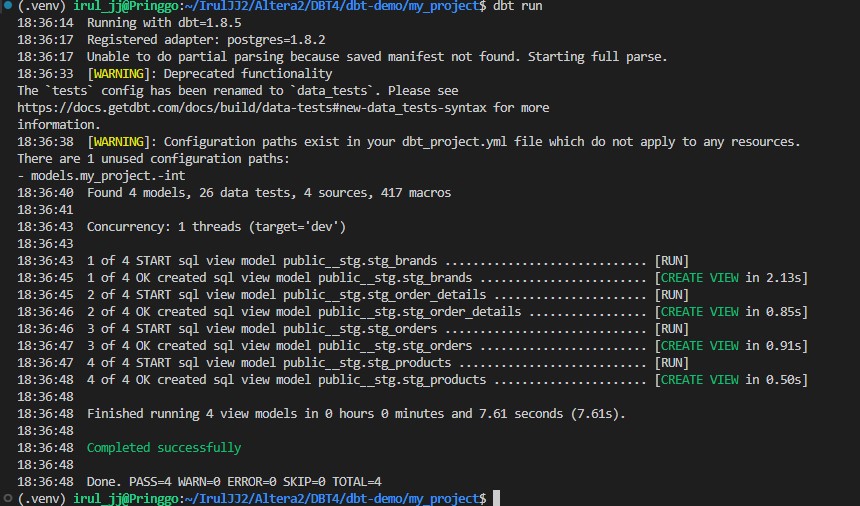 (.venv) irul_jj@Pringgo:~/IrulJJ2/Altera2/DBT4/dbt-demo/my_project$ dbt run
18:36:14  Running with dbt=1.8.5
18:36:17  Registered adapter: postgres=1.8.2
18:36:17  Unable to do partial parsing because saved manifest not found. Starting full parse.
18:36:33  [WARNING]: Deprecated functionality
The `tests` config has been renamed to `data_tests`. Please see
https://docs.getdbt.com/docs/build/data-tests#new-data_tests-syntax for more
information.
18:36:38  [WARNING]: Configuration paths exist in your dbt_project.yml file which do not apply to any resources.
There are 1 unused configuration paths:
- models.my_project.-int
18:36:40  Found 4 models, 26 data tests, 4 sources, 417 macros
18:36:41
18:36:43  Concurrency: 1 threads (target='dev')
18:36:43
18:36:43  1 of 4 START sql view model public__stg.stg_brands ............................. [RUN]
18:36:45  1 of 4 OK created sql view model public__stg.stg_brands ........................ [CREATE VIEW in 2.13s]
18:36:45  2 of 4 START sql view model public__stg.stg_order_details ...................... [RUN]
18:36:46  2 of 4 OK created sql view model public__stg.stg_order_details ................. [CREATE VIEW in 0.85s]
18:36:46  3 of 4 START sql view model public__stg.stg_orders ............................. [RUN]
18:36:47  3 of 4 OK created sql view model public__stg.stg_orders ........................ [CREATE VIEW in 0.91s]
18:36:47  4 of 4 START sql view model public__stg.stg_products ........................... [RUN]
18:36:48  4 of 4 OK created sql view model public__stg.stg_products ...................... [CREATE VIEW in 0.50s]
18:36:48
18:36:48  Finished running 4 view models in 0 hours 0 minutes and 7.61 seconds (7.61s).
18:36:48
18:36:48  Completed successfully
18:36:48
18:36:48  Done. PASS=4 WARN=0 ERROR=0 SKIP=0 TOTAL=4
(.venv) irul_jj@Pringgo:~/IrulJJ2/Altera2/DBT4/dbt-demo/my_project$